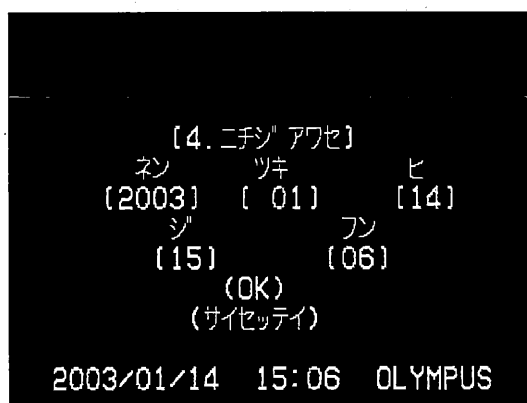 [4.ニチジ アワセ]
ネン ツキ ヒ
[2003] [ 01] [14]
ジ フン
[15] [06]
(OK)
(サイセッテイ)
2003/01/14 15:06 OLYMPUS